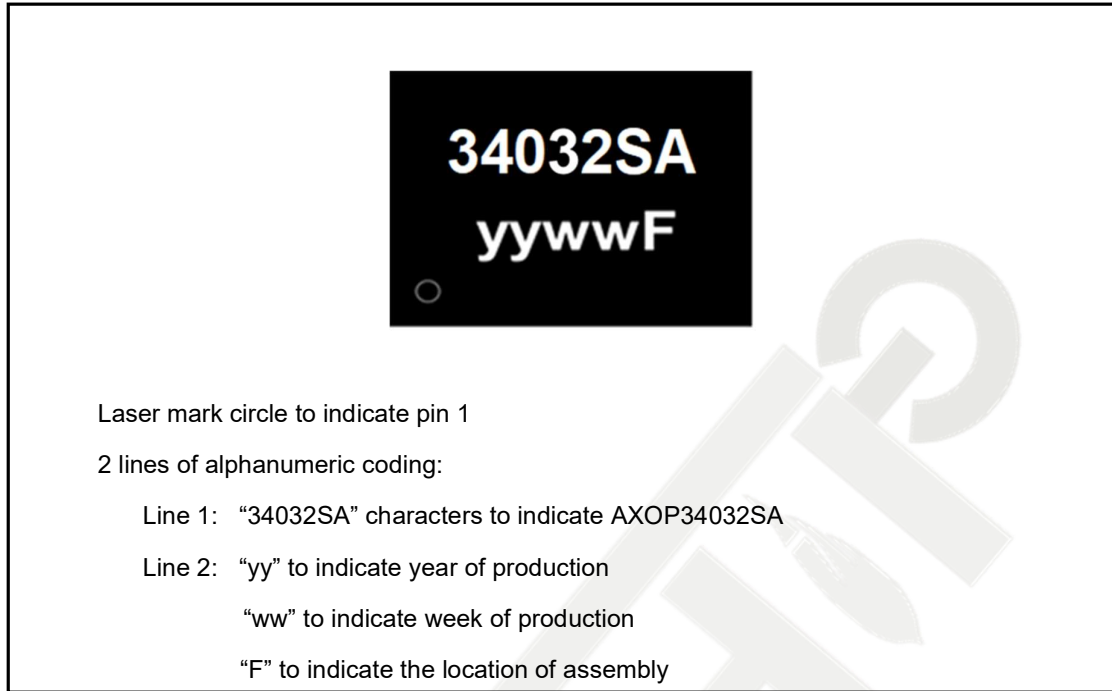 34032SA
yywwF
Laser mark circle to indicate pin 1
2 lines of alphanumeric coding:
Line 1: “34032SA” characters to indicate AXOP34032SA
Line 2: “yy” to indicate year of production
“ww” to indicate week of production
“F” to indicate the location of assembly